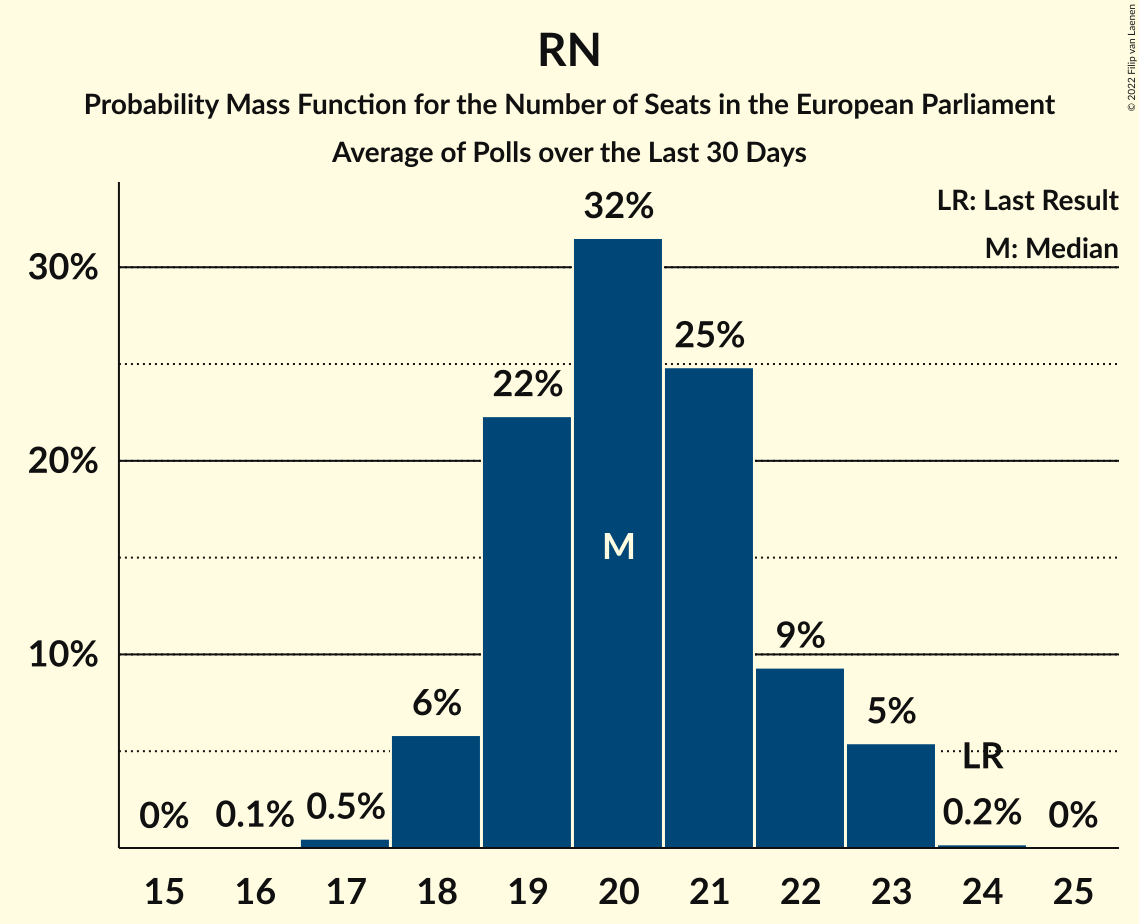 RN
Probability Mass Function for the Number of Seats in the European Parliament
Average of Polls over the Last 30 Days
© 2022 Filip van Laenen
LR: Last Result
M: Median
30%
20%
10%
0%
0.1%
0.5%
6%
22%
32%
25%
9%
5%
0.2%
0%
M
LR
15 16 17 18 19 20 21 22 23 24 25